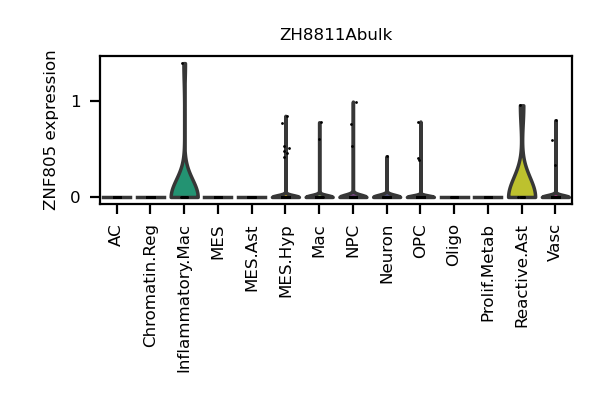 ZH8811Abulk
ZNF805 expression
1
0
AC
Chromatin.Reg
Inflammatory.Mac
MES
MES.Ast
MES.Hyp
Mac
NPC
Neuron
OPC
Oligo
Prolif.Metab
Reactive.Ast
Vasc